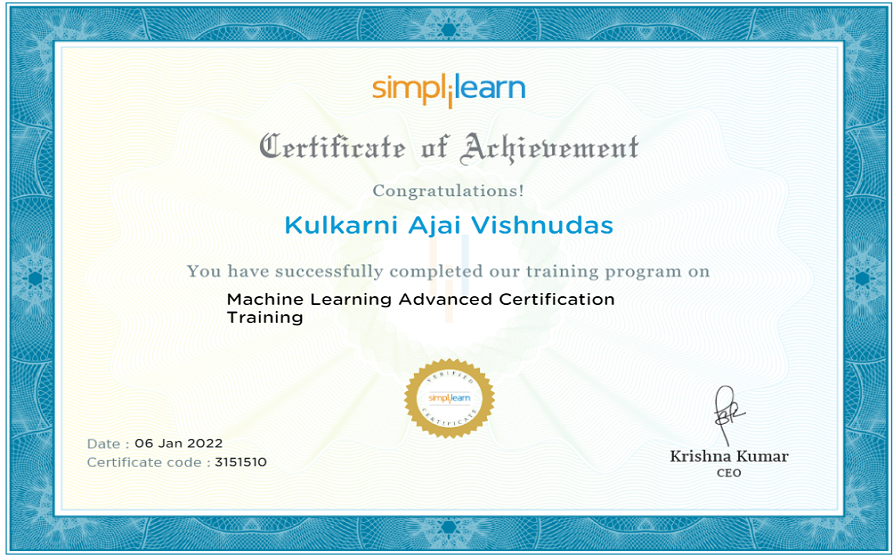 simplilearn
Certificate of Achievement
Congratulations!
Kulkarni Ajai Vishnudas
You have successfully completed our training program on
Machine Learning Advanced Certification
Training
VERIFIED
simplilearn
CERTIFICATE
Date : 06 Jan 2022
Certificate code : 3151510
Krishna Kumar
CEO